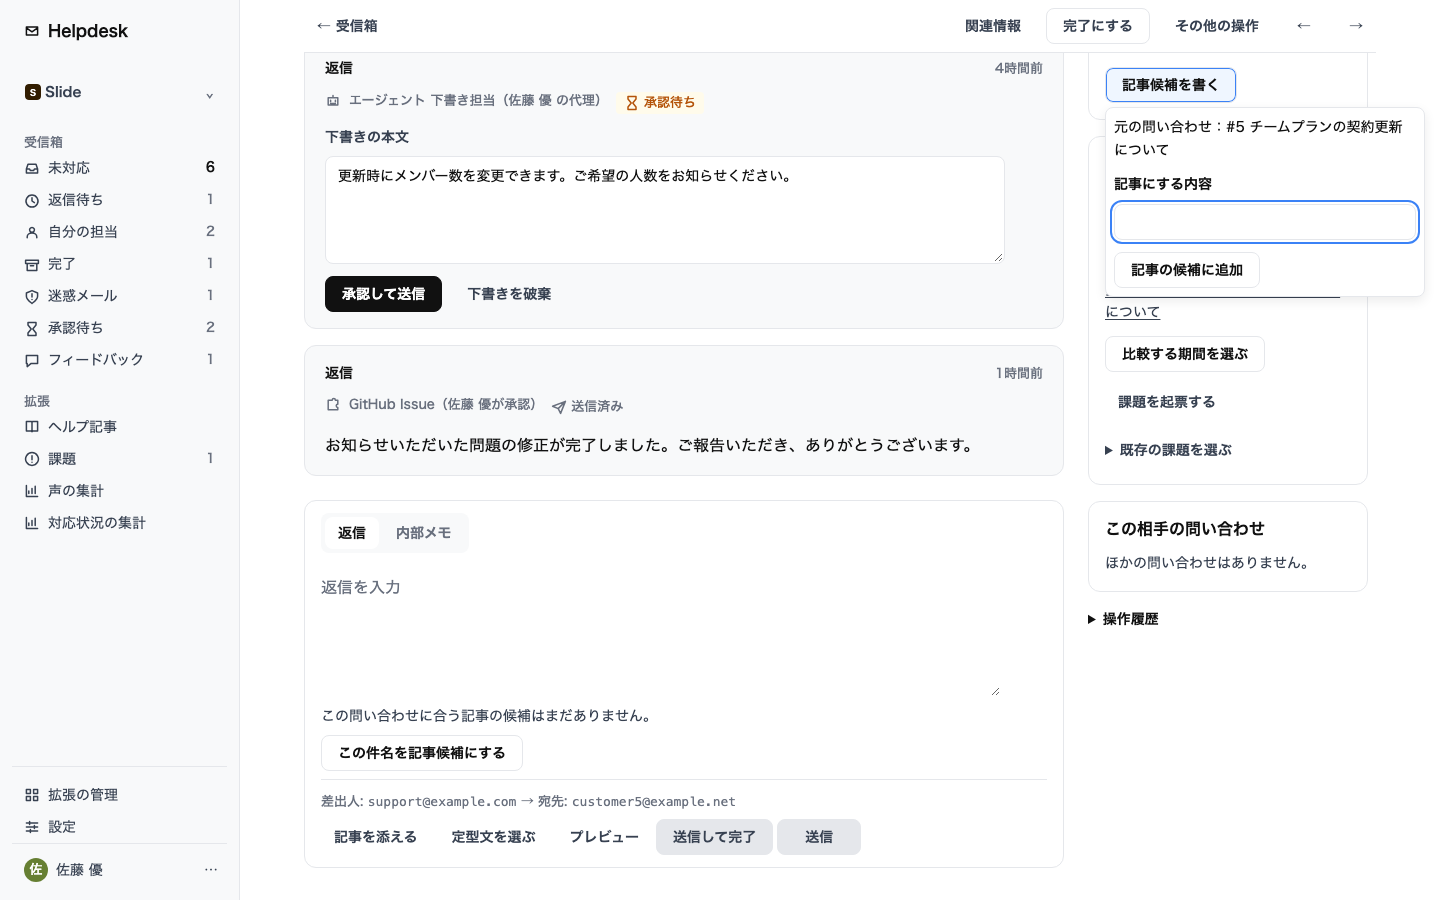 Helpdesk
S Slide
受信箱
未対応 6
返信待ち 1
自分の担当 2
完了 1
迷惑メール 1
承認待ち 2
フィードバック 1
拡張
ヘルプ記事
課題 1
声の集計
対応状況の集計
拡張の管理
設定
佐 佐藤 優 …
← 受信箱
関連情報 完了にする その他の操作 ← →
返信 4時間前
エージェント 下書き担当（佐藤 優 の代理） 承認待ち
下書きの本文
更新時にメンバー数を変更できます。ご希望の人数をお知らせください。
承認して送信 下書きを破棄
返信 1時間前
GitHub Issue（佐藤 優が承認） 送信済み
お知らせいただいた問題の修正が完了しました。ご報告いただき、ありがとうございます。
返信 内部メモ
返信を入力
この問い合わせに合う記事の候補はまだありません。
この件名を記事候補にする
差出人: support@example.com → 宛先: customer5@example.net
記事を添える 定型文を選ぶ プレビュー 送信して完了 送信
記事候補を書く
元の問い合わせ：#5 チームプランの契約更新
について
記事にする内容
記事の候補に追加
について
比較する期間を選ぶ
課題を起票する
▶ 既存の課題を選ぶ
この相手の問い合わせ
ほかの問い合わせはありません。
▶ 操作履歴